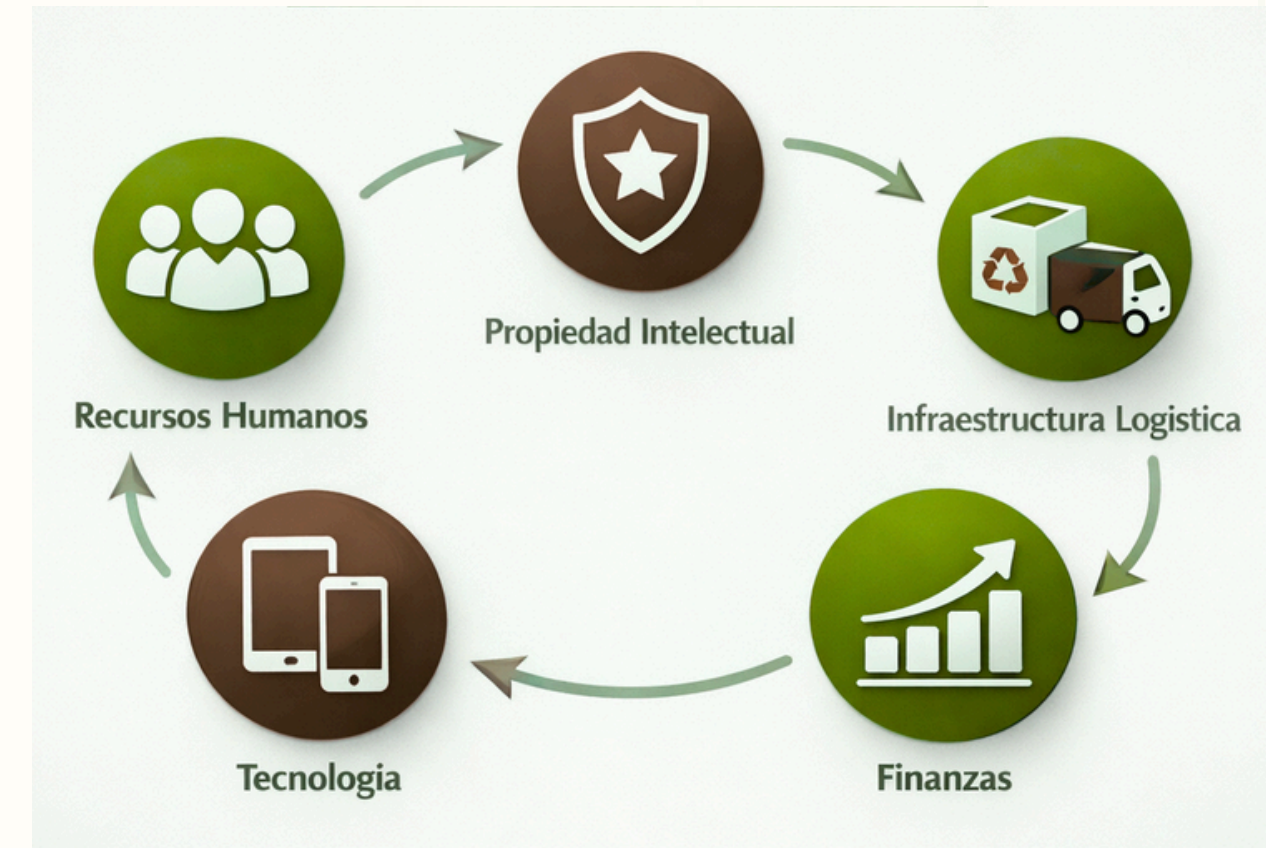 Propiedad Intelectual
Recursos Humanos
Infraestructura Logistica
Tecnologia
Finanzas